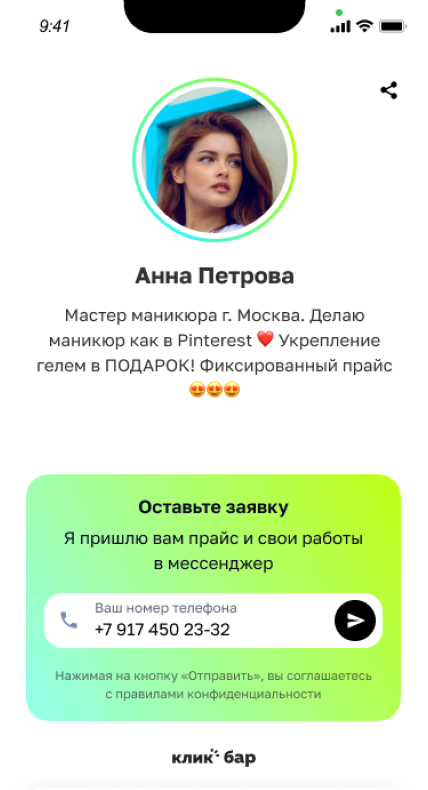 9:41
Анна Петрова
Мастер маникюра г. Москва. Делаю
маникюр как в Pinterest ❤️ Укрепление
гелем в ПОДАРОК! Фиксированный прайс
😍😍😍
Оставьте заявку
Я пришлю вам прайс и свои работы
в мессенджер
Ваш номер телефона
+7 917 450 23-32
Нажимая на кнопку «Отправить», вы соглашаетесь
с правилами конфиденциальности
клик бар